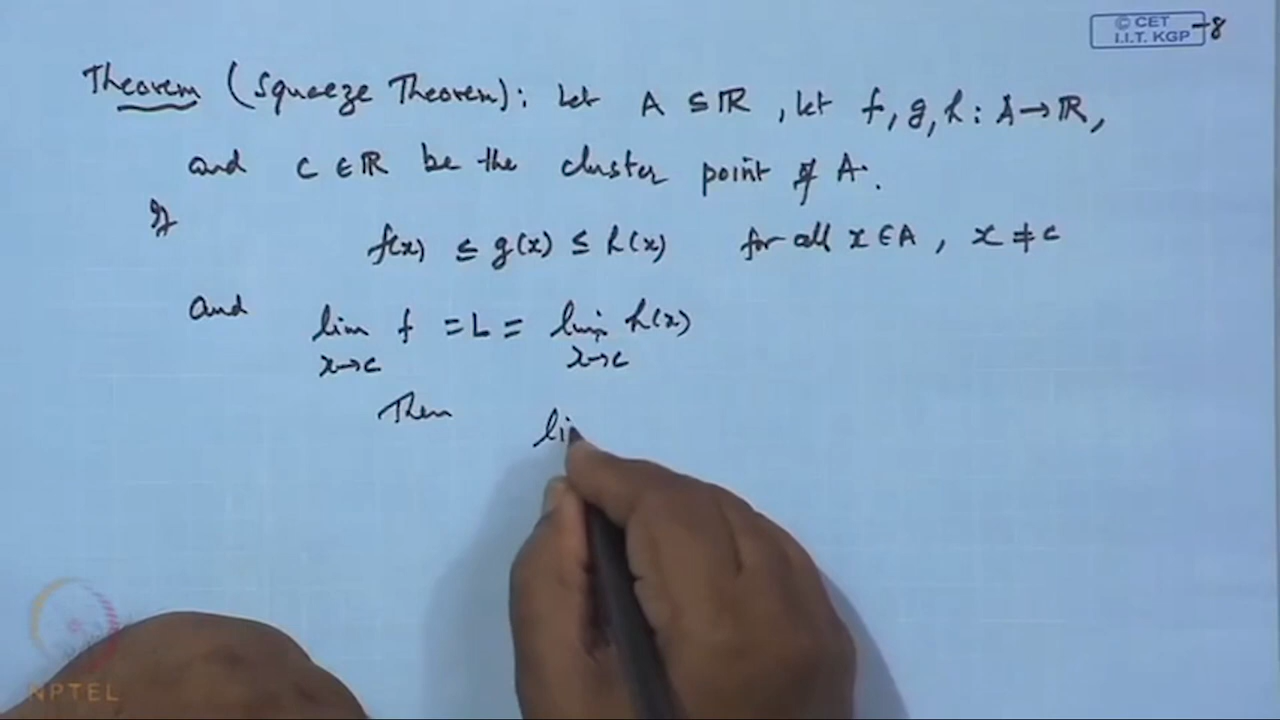 © CET
I.I.T. KGP -8
Theorem (Squeeze Theorem): Let A ⊆ ℝ, let f, g, h : A → ℝ,
and c ∈ ℝ be the cluster point of A.
If
f(x) ≤ g(x) ≤ h(x) for all x ∈ A, x ≠ c
and lim f = L = lim h(x)
x→c x→c
Then li
NPTEL